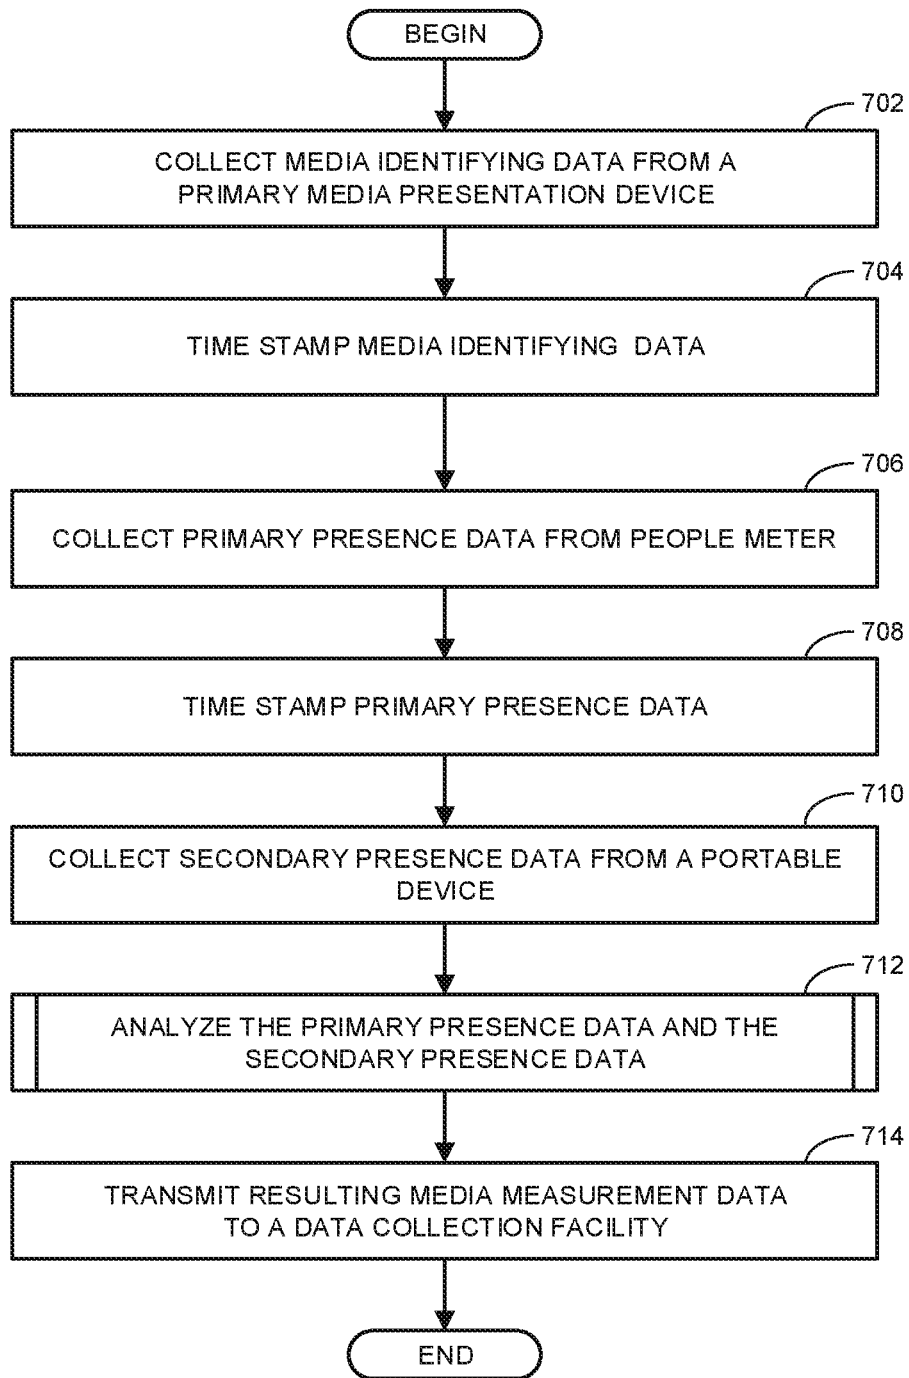 BEGIN
702
COLLECT MEDIA IDENTIFYING DATA FROM A
PRIMARY MEDIA PRESENTATION DEVICE
704
TIME STAMP MEDIA IDENTIFYING DATA
706
COLLECT PRIMARY PRESENCE DATA FROM PEOPLE METER
708
TIME STAMP PRIMARY PRESENCE DATA
710
COLLECT SECONDARY PRESENCE DATA FROM A PORTABLE
DEVICE
712
ANALYZE THE PRIMARY PRESENCE DATA AND THE
SECONDARY PRESENCE DATA
714
TRANSMIT RESULTING MEDIA MEASUREMENT DATA
TO A DATA COLLECTION FACILITY
END